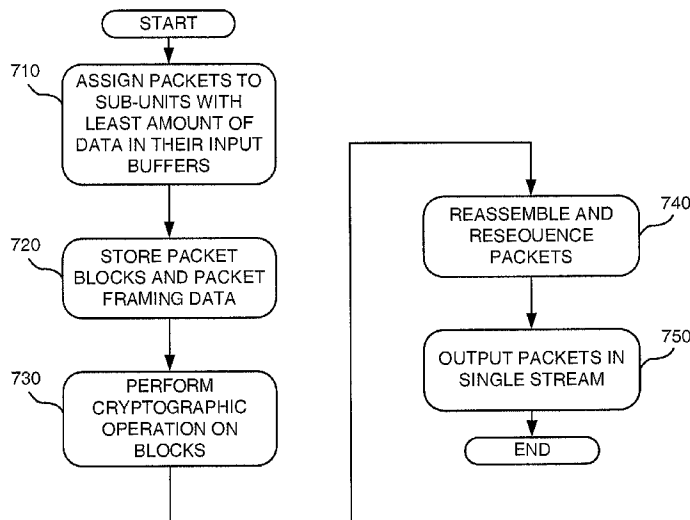 START
710
ASSIGN PACKETS TO
SUB-UNITS WITH
LEAST AMOUNT OF
DATA IN THEIR INPUT
BUFFERS
720
STORE PACKET
BLOCKS AND PACKET
FRAMING DATA
730
PERFORM
CRYPTOGRAPHIC
OPERATION ON
BLOCKS
740
REASSEMBLE AND
RESEQUENCE
PACKETS
750
OUTPUT PACKETS IN
SINGLE STREAM
END